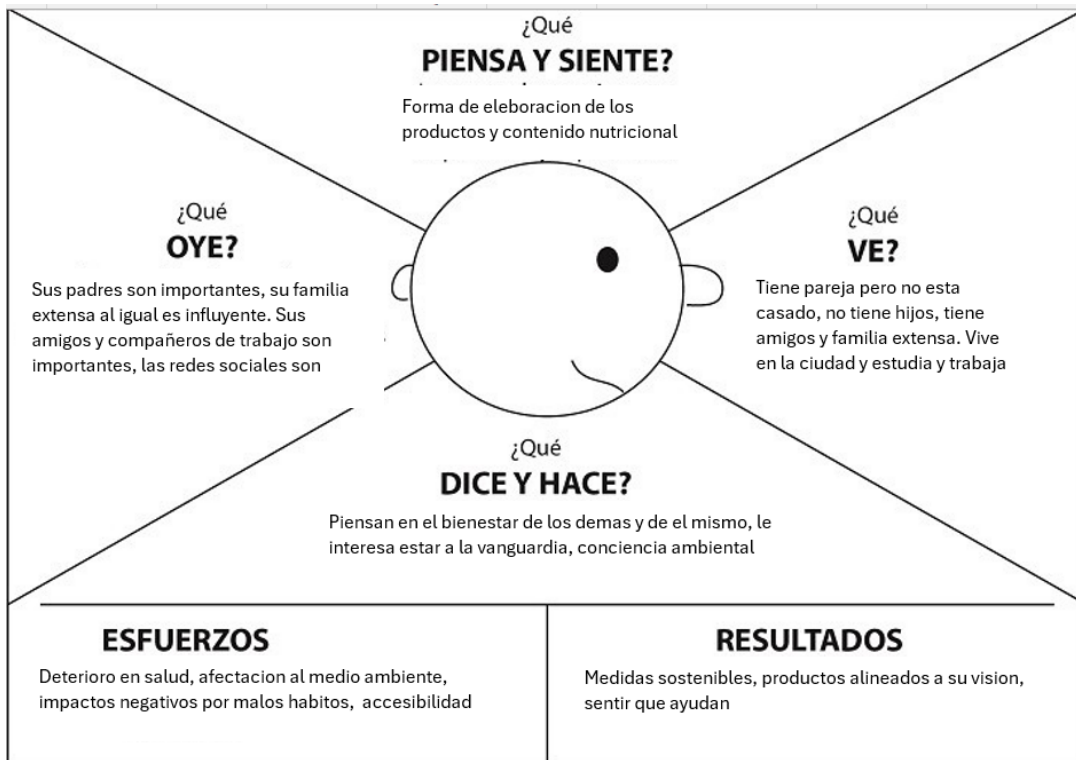 ¿Qué
PIENSA Y SIENTE?
Forma de eleboracion de los
productos y contenido nutricional
¿Qué
OYE?
Sus padres son importantes, su familia
extensa al igual es influyente. Sus
amigos y compañeros de trabajo son
importantes, las redes sociales son
¿Qué
VE?
Tiene pareja pero no esta
casado, no tiene hijos, tiene
amigos y familia extensa. Vive
en la ciudad y estudia y trabaja
¿Qué
DICE Y HACE?
Piensan en el bienestar de los demas y de el mismo, le
interesa estar a la vanguardia, conciencia ambiental
ESFUERZOS
Deterioro en salud, afectacion al medio ambiente,
impactos negativos por malos habitos, accesibilidad
RESULTADOS
Medidas sostenibles, productos alineados a su vision,
sentir que ayudan